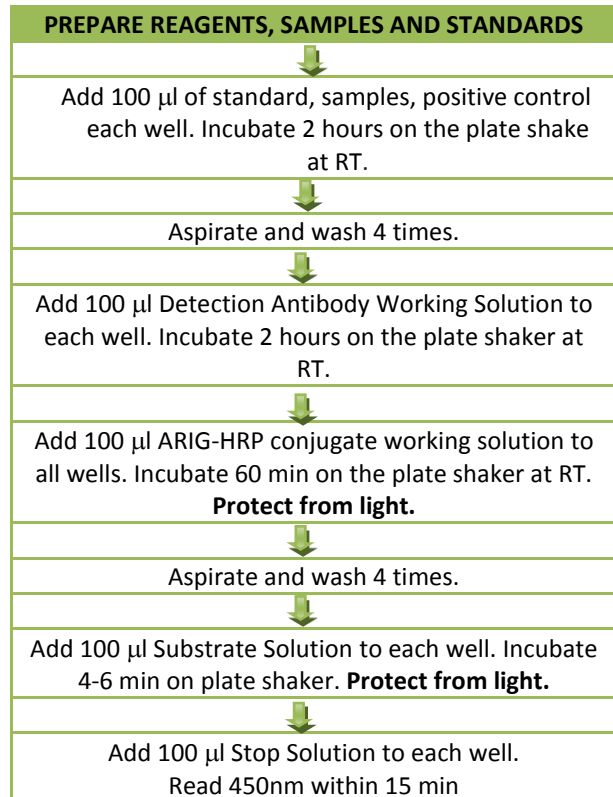 PREPARE REAGENTS, SAMPLES AND STANDARDS
Add 100 μl of standard, samples, positive control
each well. Incubate 2 hours on the plate shake
at RT.
Aspirate and wash 4 times.
Add 100 μl Detection Antibody Working Solution to
each well. Incubate 2 hours on the plate shaker at
RT.
Add 100 μl ARIG-HRP conjugate working solution to
all wells. Incubate 60 min on the plate shaker at RT.
Protect from light.
Aspirate and wash 4 times.
Add 100 μl Substrate Solution to each well. Incubate
4-6 min on plate shaker. Protect from light.
Add 100 μl Stop Solution to each well.
Read 450nm within 15 min